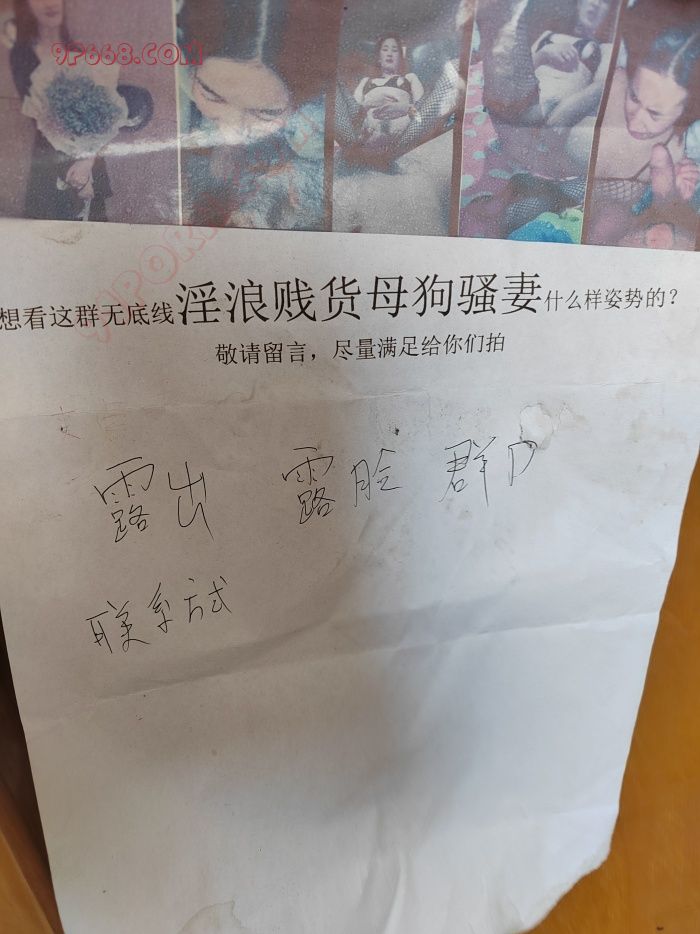 9P668.COM
91PORN
想看这群无底线淫浪贱货母狗骚妻什么样姿势的？
敬请留言，尽量满足给你们拍
露出 露脸 群P
联系方式